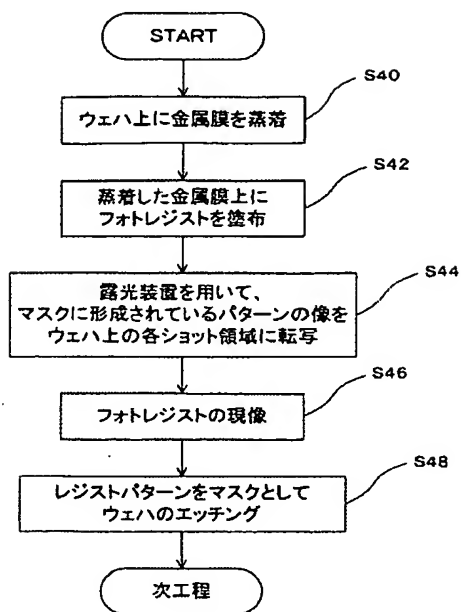 START
S40
ウェハ上に金属膜を蒸着
S42
蒸着した金属膜上に
フォトレジストを塗布
S44
露光装置を用いて、
マスクに形成されているパターンの像を
ウェハ上の各ショット領域に転写
S46
フォトレジストの現像
S48
レジストパターンをマスクとして
ウェハのエッチング
次工程